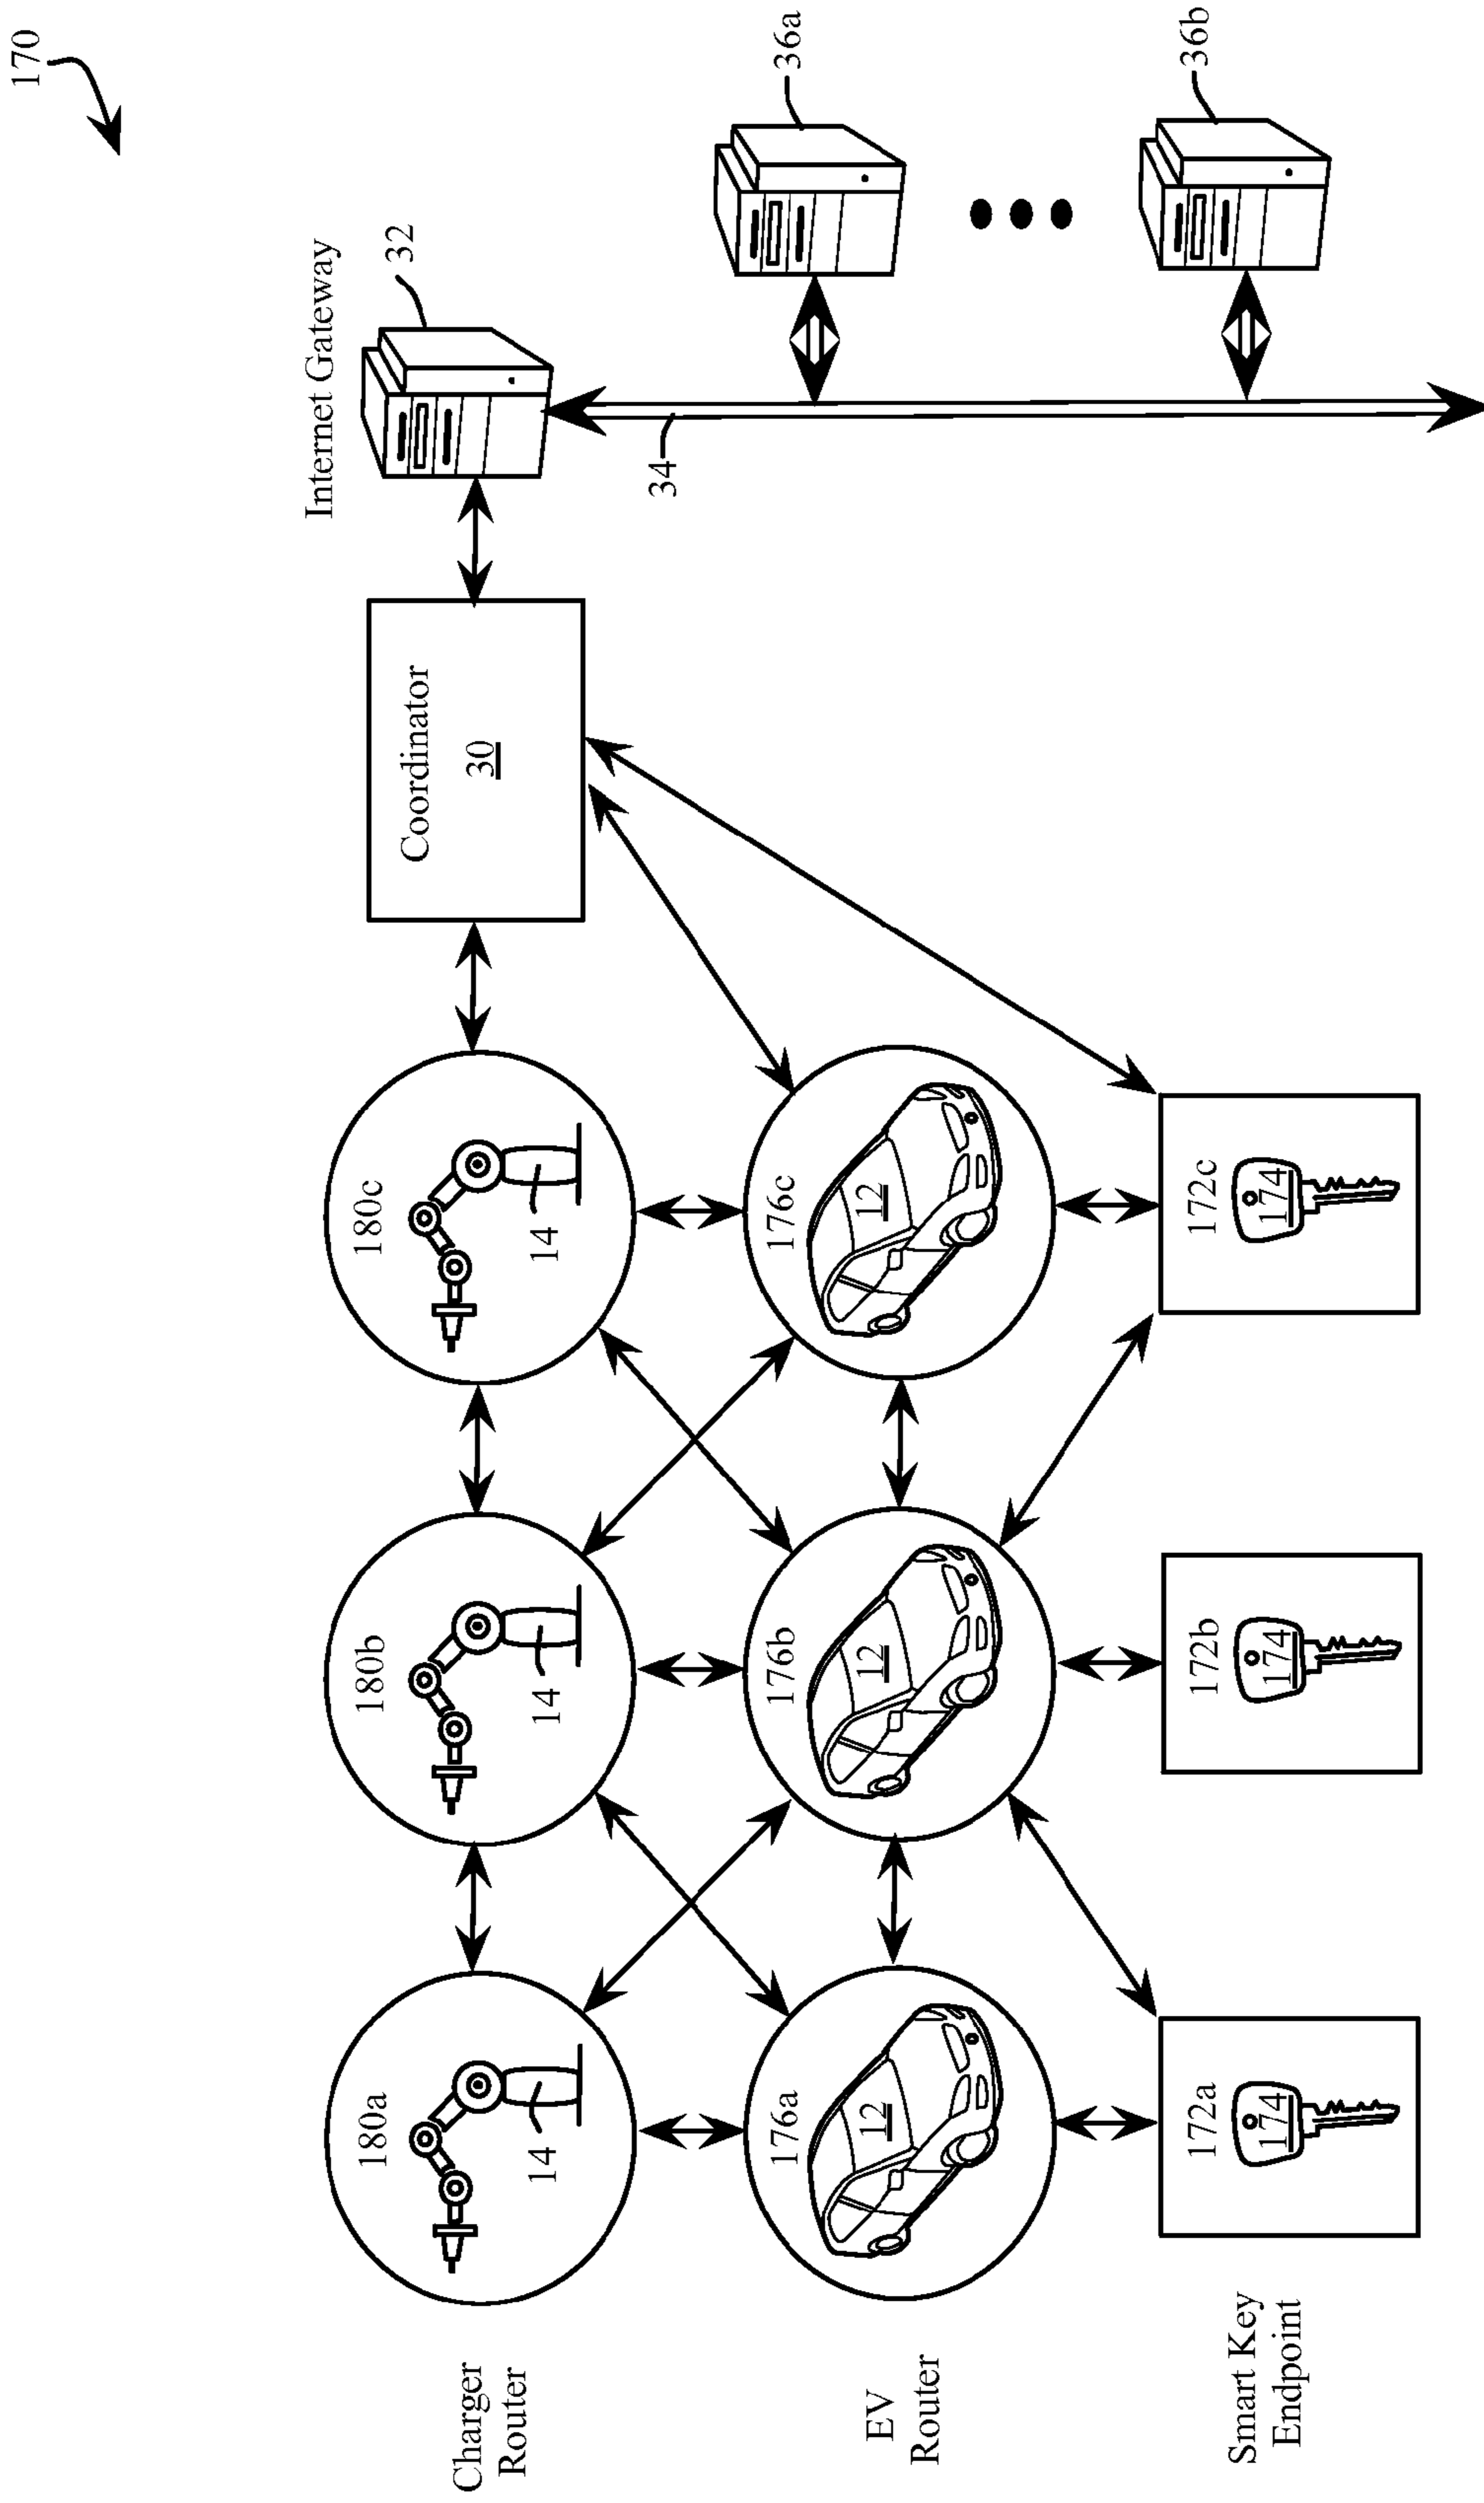 170
Internet Gateway
32
36a
36b
34
Coordinator
30
Charger
Router
180a
14
180b
14
180c
14
EV
Router
176a
12
176b
12
176c
12
Smart Key
Endpoint
172a
174
172b
174
172c
174